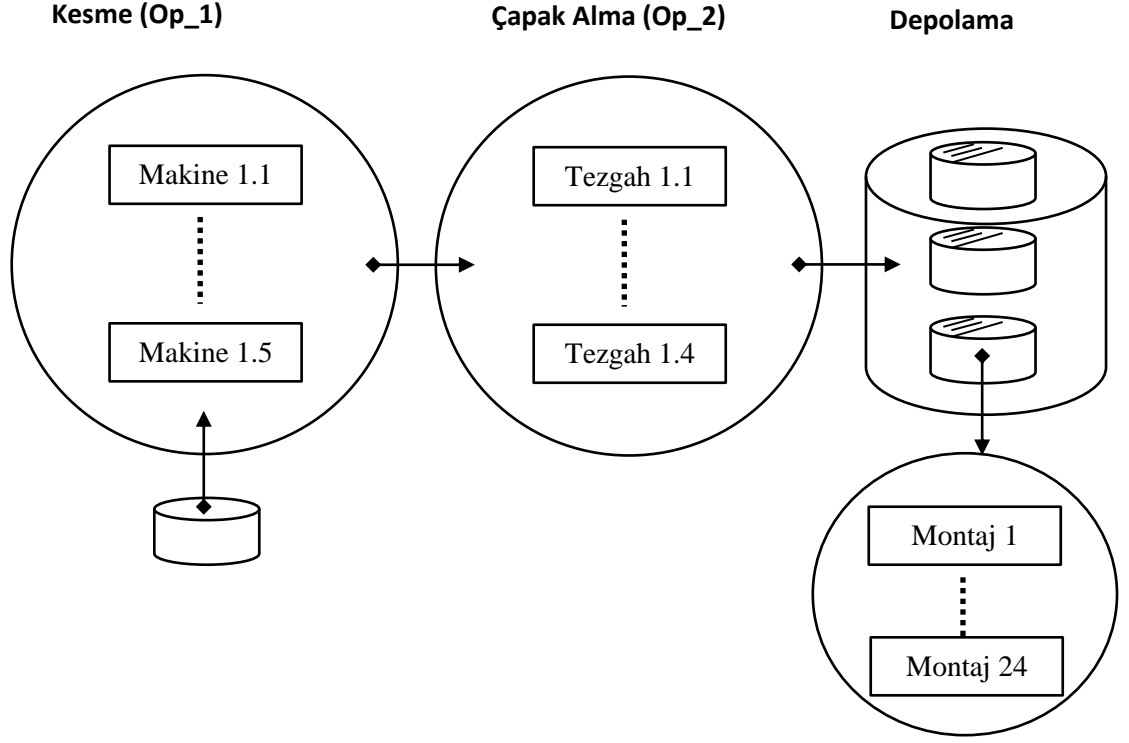 Kesme (Op_1)
Çapak Alma (Op_2)
Depolama
Makine 1.1
Makine 1.5
Tezgah 1.1
Tezgah 1.4
Montaj 1
Montaj 24